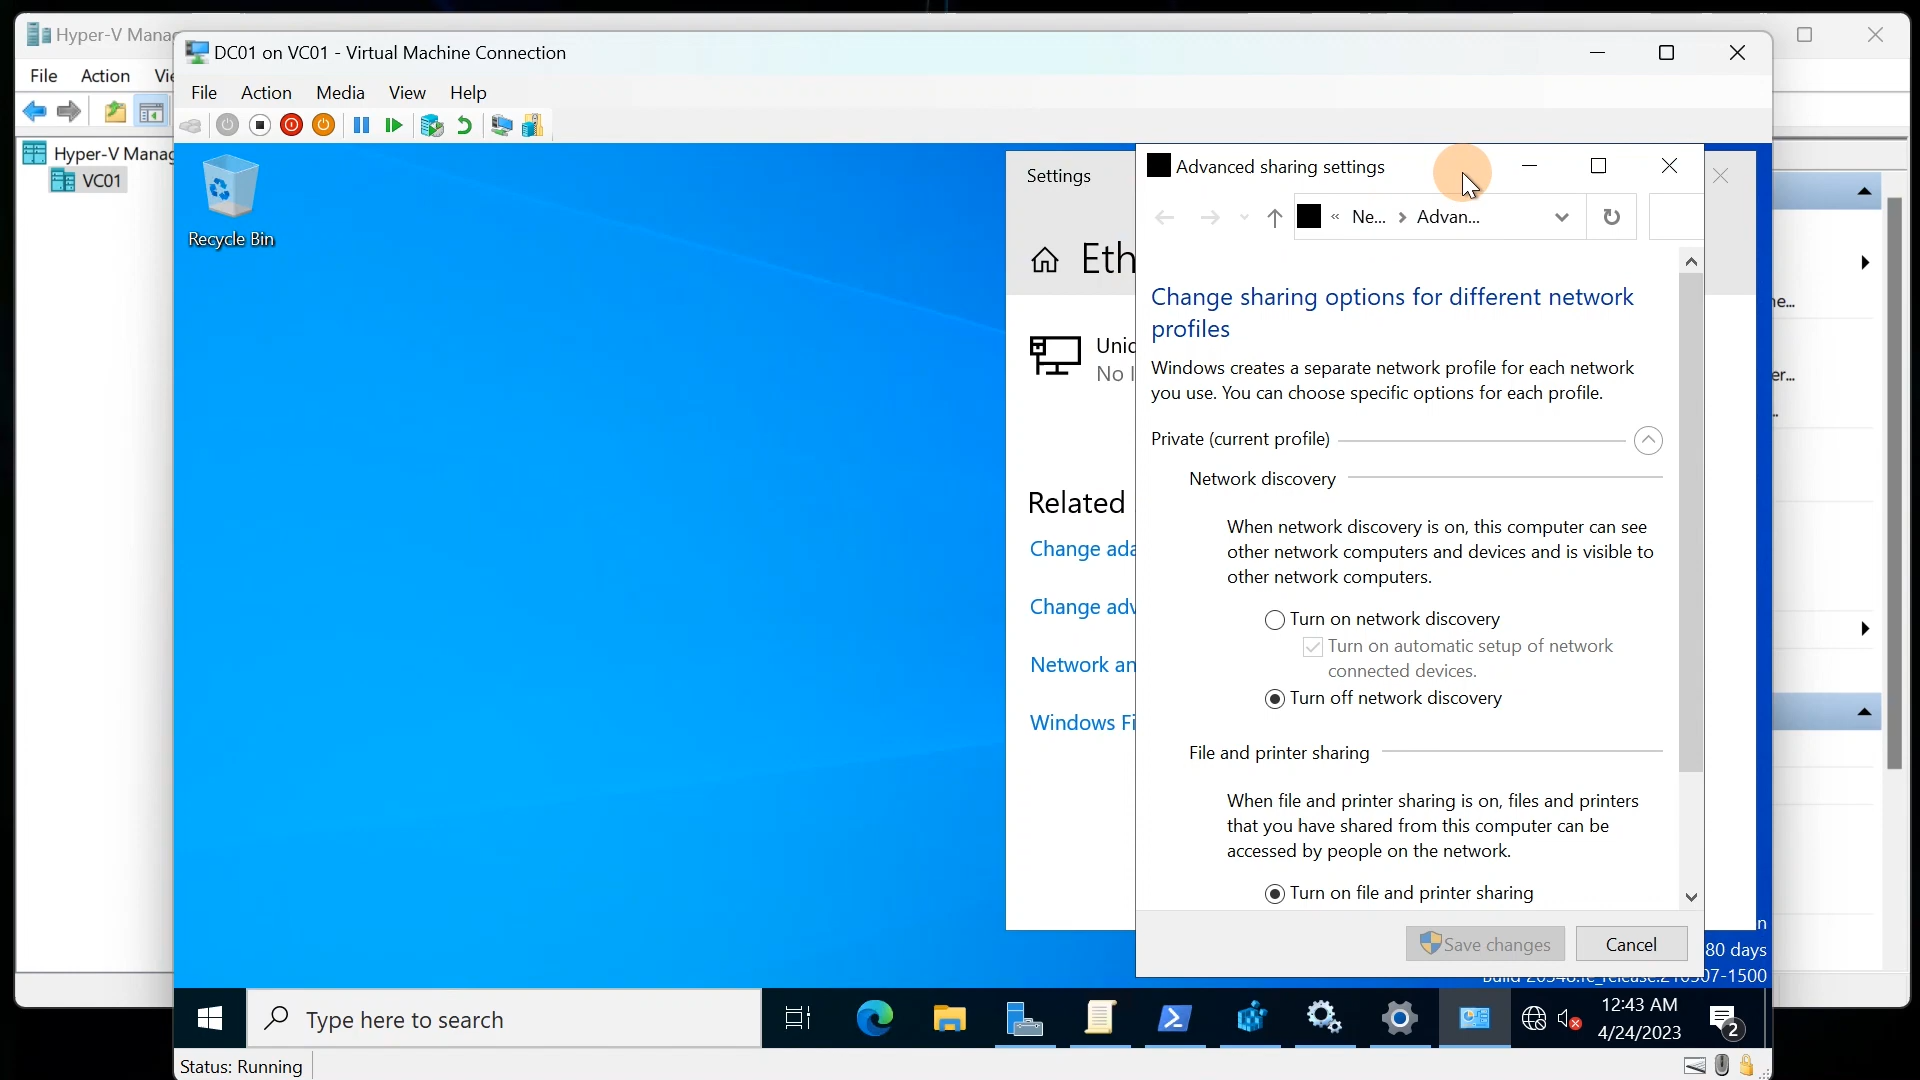 Hyper-V Mana
DC01 on VC01 - Virtual Machine Connection
File Action Vi
File Action Media View Help
Hyper-V Manag
VC01
Recycle Bin
Settings
Eth
Unid
No I
Related
Change ada
Change adv
Network an
Windows Fi
Advanced sharing settings
« Ne... > Advan...
Change sharing options for different network
profiles
Windows creates a separate network profile for each network
you use. You can choose specific options for each profile.
Private (current profile)
Network discovery
When network discovery is on, this computer can see
other network computers and devices and is visible to
other network computers.
Turn on network discovery
Turn on automatic setup of network
connected devices.
Turn off network discovery
File and printer sharing
When file and printer sharing is on, files and printers
that you have shared from this computer can be
accessed by people on the network.
Turn on file and printer sharing
Save changes
Cancel
80 days
Type here to search
12:43 AM
4/24/2023
2
Status: Running